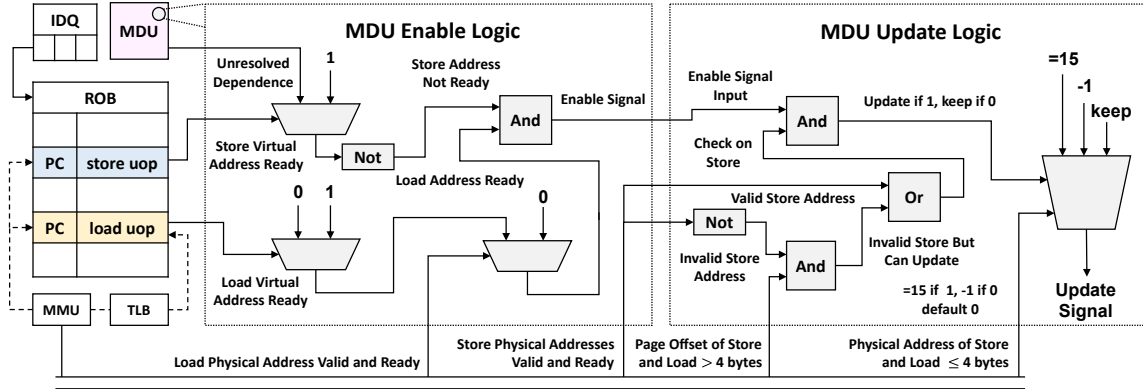 IDQ
MDU
ROB
PC
store uop
PC
load uop
MMU
TLB
MDU Enable Logic
Unresolved
Dependence
1
Store Address
Not Ready
Enable Signal
And
Store Virtual
Address Ready
Not
Load Address Ready
0
1
0
Load Virtual
Address Ready
MDU Update Logic
Enable Signal
Input
And
Update if 1, keep if 0
=15
-1
keep
Check on
Store
Valid Store Address
Or
Not
Invalid Store
Address
And
Invalid Store But
Can Update
=15 if 1, -1 if 0
default 0
Update
Signal
Load Physical Address Valid and Ready
Store Physical Addresses
Valid and Ready
Page Offset of Store
and Load > 4 bytes
Physical Address of Store
and Load ≤ 4 bytes